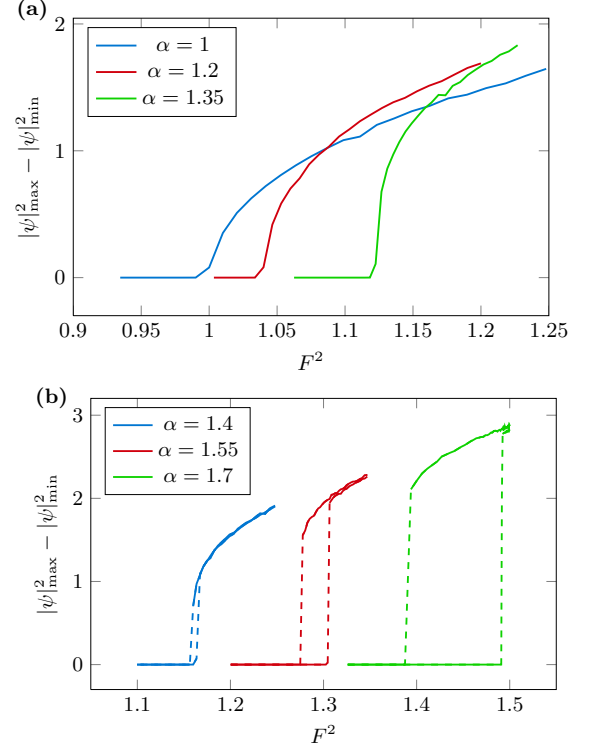 (a)
|ψ|²max − |ψ|²min
2
1
0
α = 1
α = 1.2
α = 1.35
0.9 0.95 1 1.05 1.1 1.15 1.2 1.25
F²
(b)
|ψ|²max − |ψ|²min
3
2
1
0
α = 1.4
α = 1.55
α = 1.7
1.1 1.2 1.3 1.4 1.5
F²